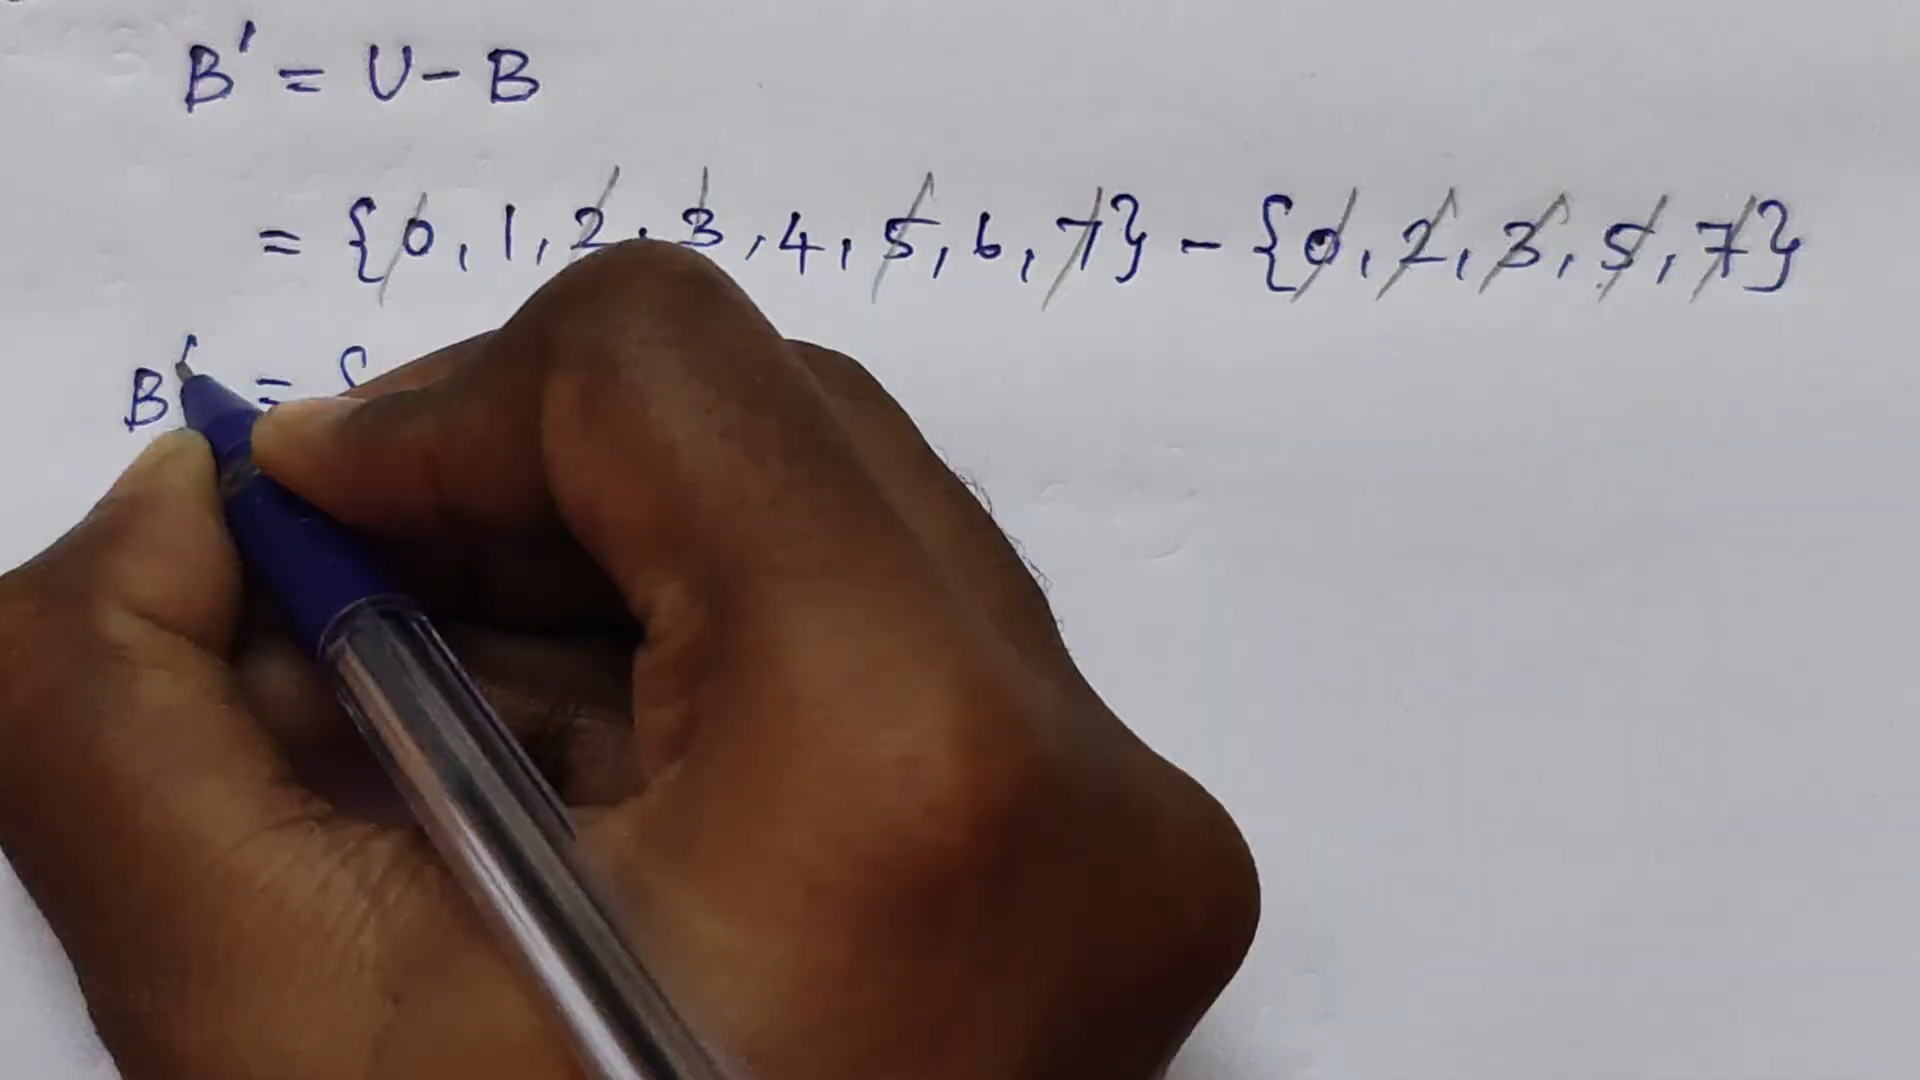 B' = U - B
= {0, 1, 2, 3, 4, 5, 6, 7} - {0, 2, 3, 5, 7}
B' = {